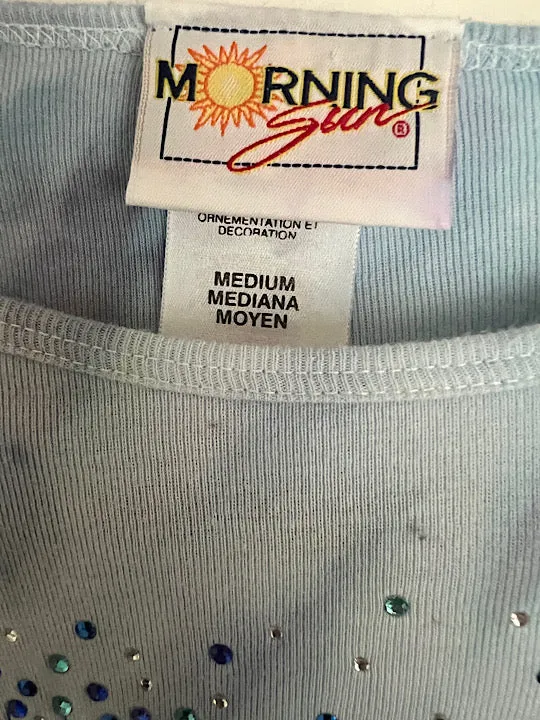 MORNING
Sun®
ORNEMENTATION ET
DECORATION
MEDIUM
MEDIANA
MOYEN